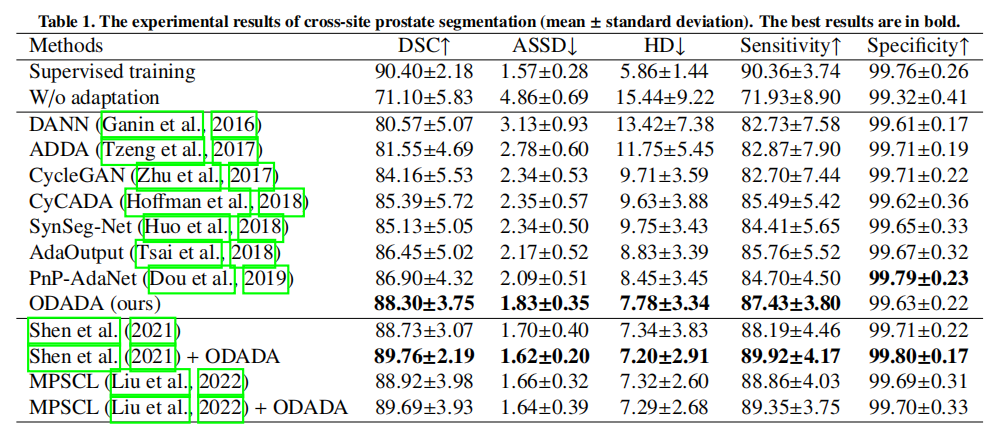 Table 1. The experimental results of cross-site prostate segmentation (mean ± standard deviation). The best results are in bold.
Methods DSC↑ ASSD↓ HD↓ Sensitivity↑ Specificity↑
Supervised training 90.40±2.18 1.57±0.28 5.86±1.44 90.36±3.74 99.76±0.26
W/o adaptation 71.10±5.83 4.86±0.69 15.44±9.22 71.93±8.90 99.32±0.41
DANN (Ganin et al., 2016) 80.57±5.07 3.13±0.93 13.42±7.38 82.73±7.58 99.61±0.17
ADDA (Tzeng et al., 2017) 81.55±4.69 2.78±0.60 11.75±5.45 82.87±7.90 99.71±0.19
CycleGAN (Zhu et al., 2017) 84.16±5.53 2.34±0.53 9.71±3.59 82.70±7.44 99.71±0.22
CyCADA (Hoffman et al., 2018) 85.39±5.72 2.35±0.57 9.63±3.88 85.49±5.42 99.62±0.36
SynSeg-Net (Huo et al., 2018) 85.13±5.05 2.34±0.50 9.75±3.43 84.41±5.65 99.65±0.33
AdaOutput (Tsai et al., 2018) 86.45±5.02 2.17±0.52 8.83±3.39 85.76±5.52 99.67±0.32
PnP-AdaNet (Dou et al., 2019) 86.90±4.32 2.09±0.51 8.45±3.45 84.70±4.50 99.79±0.23
ODADA (ours) 88.30±3.75 1.83±0.35 7.78±3.34 87.43±3.80 99.63±0.22
Shen et al. (2021) 88.73±3.07 1.70±0.40 7.34±3.83 88.19±4.46 99.71±0.22
Shen et al. (2021) + ODADA 89.76±2.19 1.62±0.20 7.20±2.91 89.92±4.17 99.80±0.17
MPSCL (Liu et al., 2022) 88.92±3.98 1.66±0.32 7.32±2.60 88.86±4.03 99.69±0.31
MPSCL (Liu et al., 2022) + ODADA 89.69±3.93 1.64±0.39 7.29±2.68 89.35±3.75 99.70±0.33